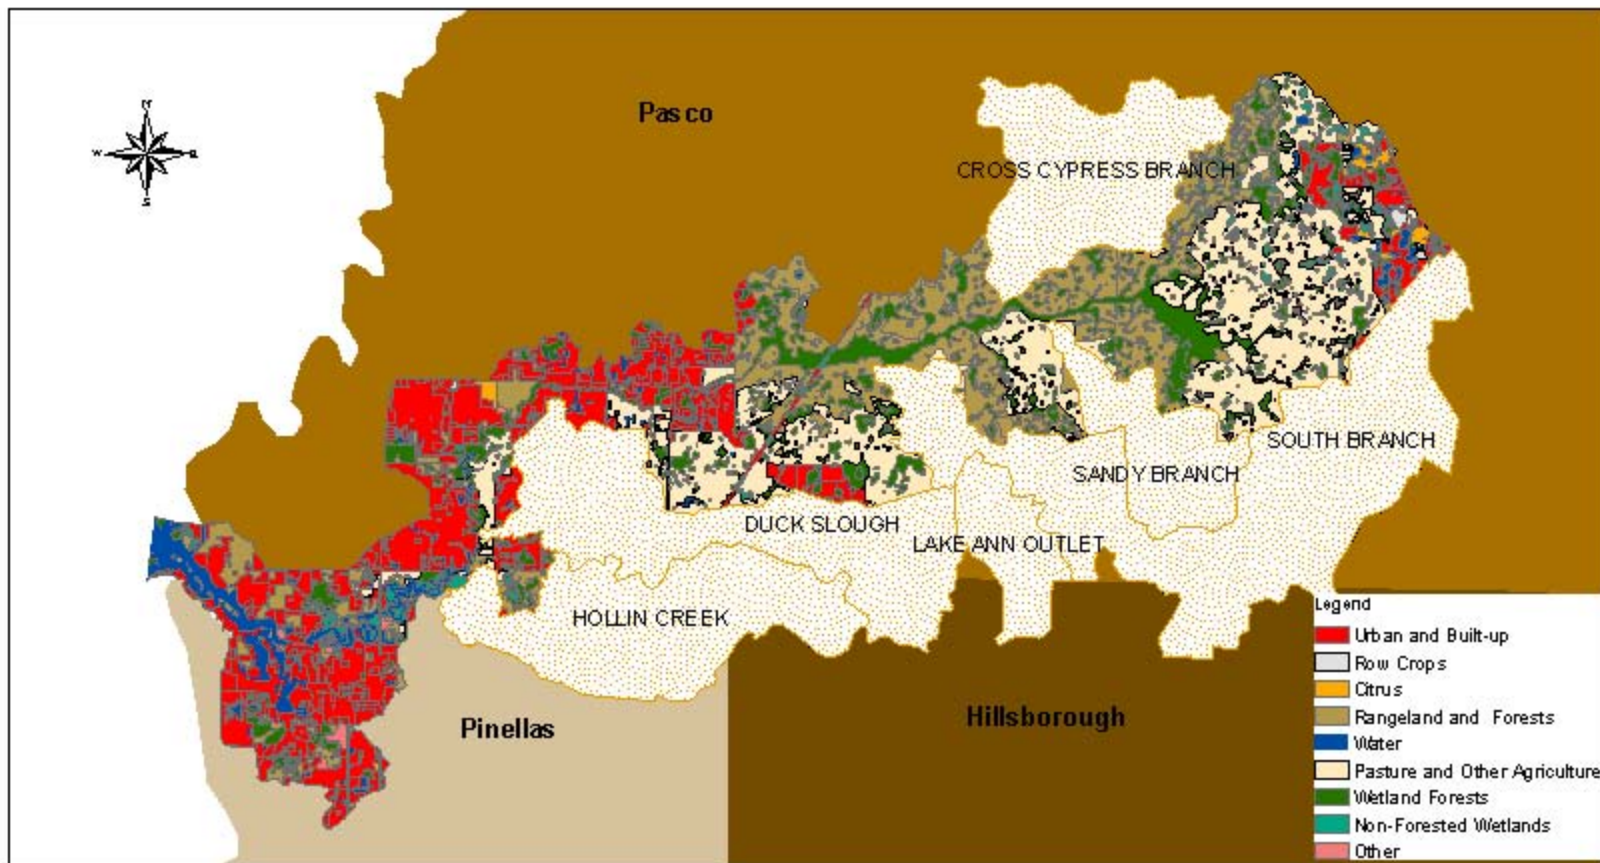 Pasco
N
W
S
CROSS CYPRESS BRANCH
SOUTH BRANCH
SANDY BRANCH
DUCK SLOUGH
LAKE ANN OUTLET
HOLLIN CREEK
Pinellas
Hillsborough
Legend
Urban and Built-up
Row Crops
Citrus
Rangeland and Forests
Water
Pasture and Other Agriculture
Wetland Forests
Non-Forested Wetlands
Other